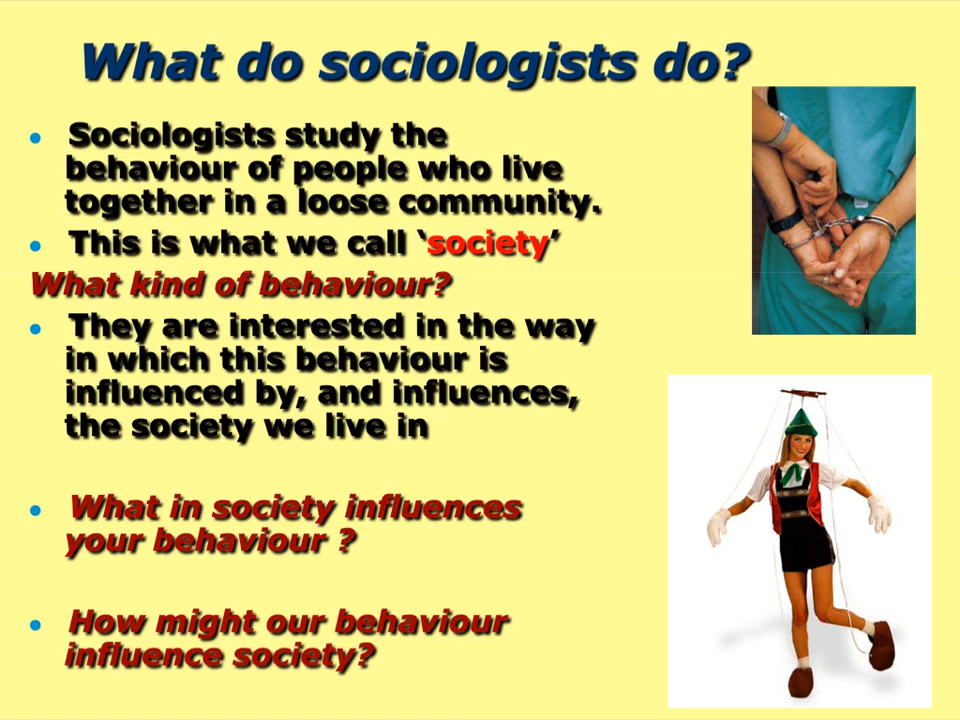 What do sociologists do?
• Sociologists study the
behaviour of people who live
together in a loose community.
• This is what we call ‘society’
What kind of behaviour?
• They are interested in the way
in which this behaviour is
influenced by, and influences,
the society we live in
• What in society influences
your behaviour ?
• How might our behaviour
influence society?